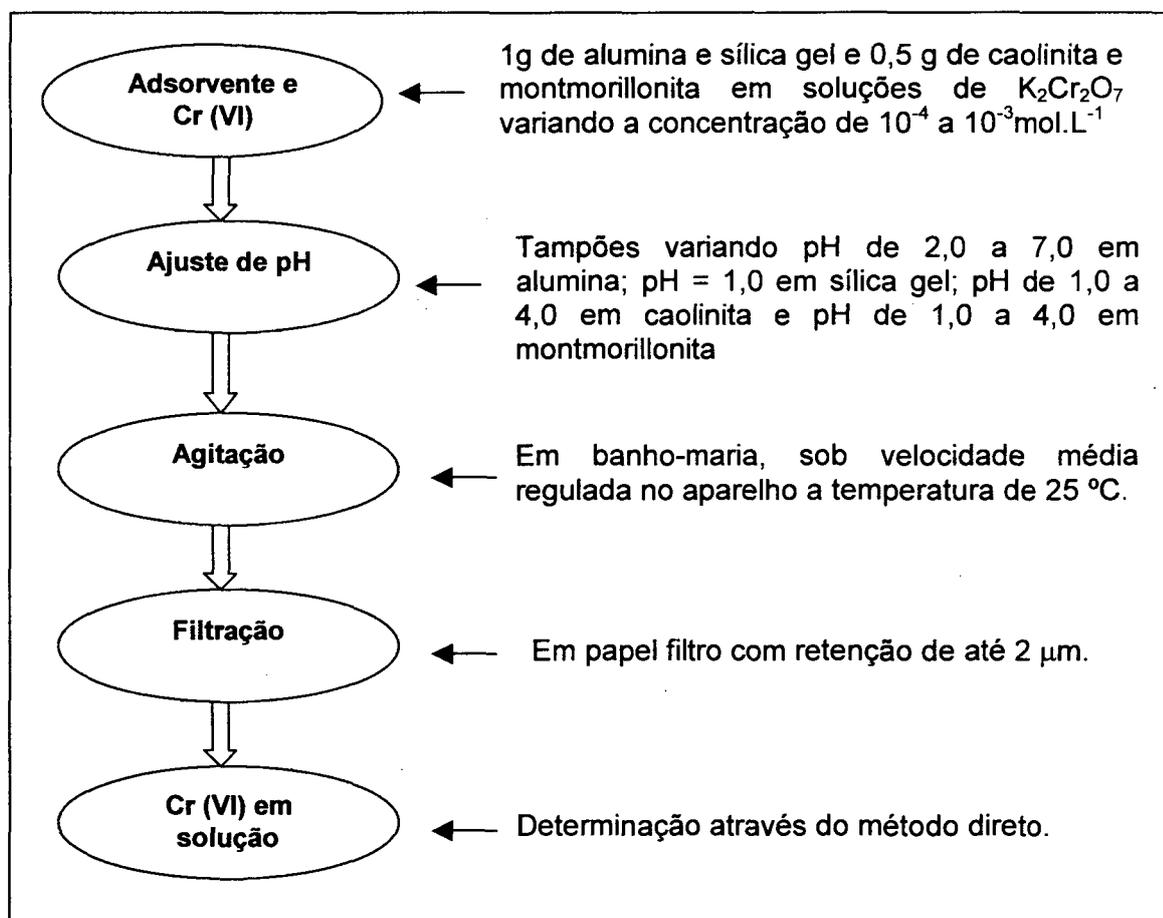 Adsorvente e
Cr (VI)
1g de alumina e sílica gel e 0,5 g de caolinita e
montmorillonita em soluções de K₂Cr₂O₇
variando a concentração de 10⁻⁴ a 10⁻³mol.L⁻¹
Ajuste de pH
Tampões variando pH de 2,0 a 7,0 em
alumina; pH = 1,0 em sílica gel; pH de 1,0 a
4,0 em caolinita e pH de 1,0 a 4,0 em
montmorillonita
Agitação
Em banho-maria, sob velocidade média
regulada no aparelho a temperatura de 25 ºC.
Filtração
Em papel filtro com retenção de até 2 μm.
Cr (VI) em
solução
Determinação através do método direto.